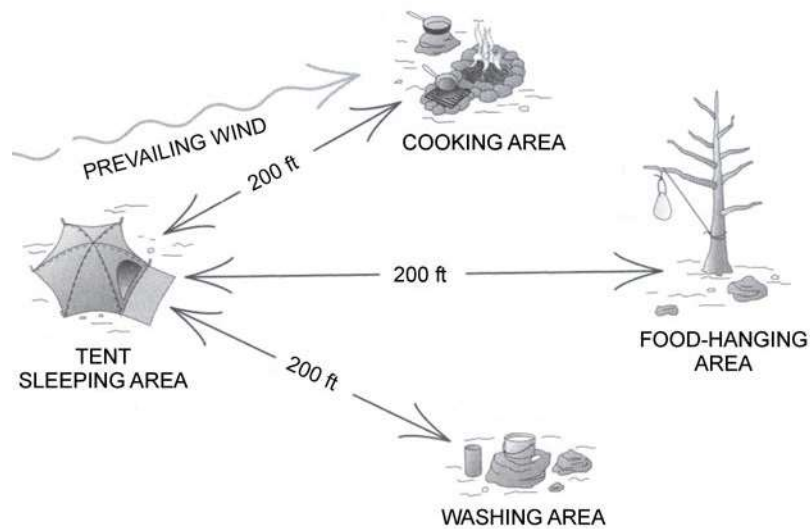 PREVAILING WIND
COOKING AREA
200 ft
200 ft
TENT
SLEEPING AREA
FOOD-HANGING
AREA
200 ft
WASHING AREA